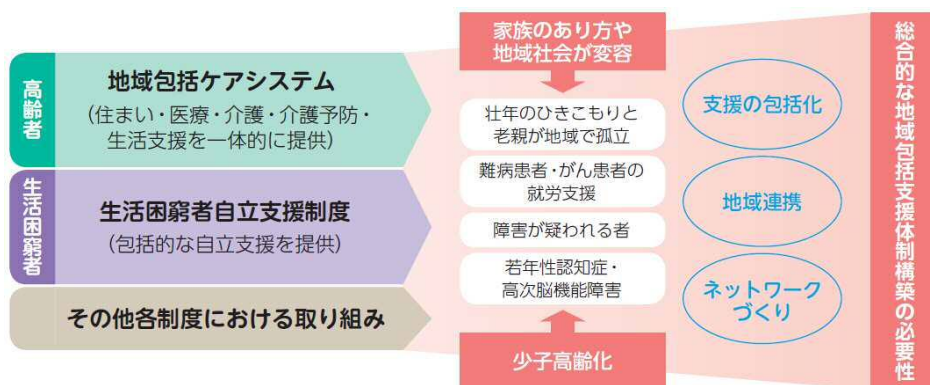 高齢者
地域包括ケアシステム
(住まい・医療・介護・介護予防・
生活支援を一体的に提供)
生活困窮者
生活困窮者自立支援制度
(包括的な自立支援を提供)
その他各制度における取り組み
家族のあり方や
地域社会が変容
壮年のひきこもりと
老親が地域で孤立
難病患者・がん患者の
就労支援
障害が疑われる者
若年性認知症・
高次脳機能障害
少子高齢化
支援の包括化
地域連携
ネットワーク
づくり
総合的な地域包括支援体制構築の必要性